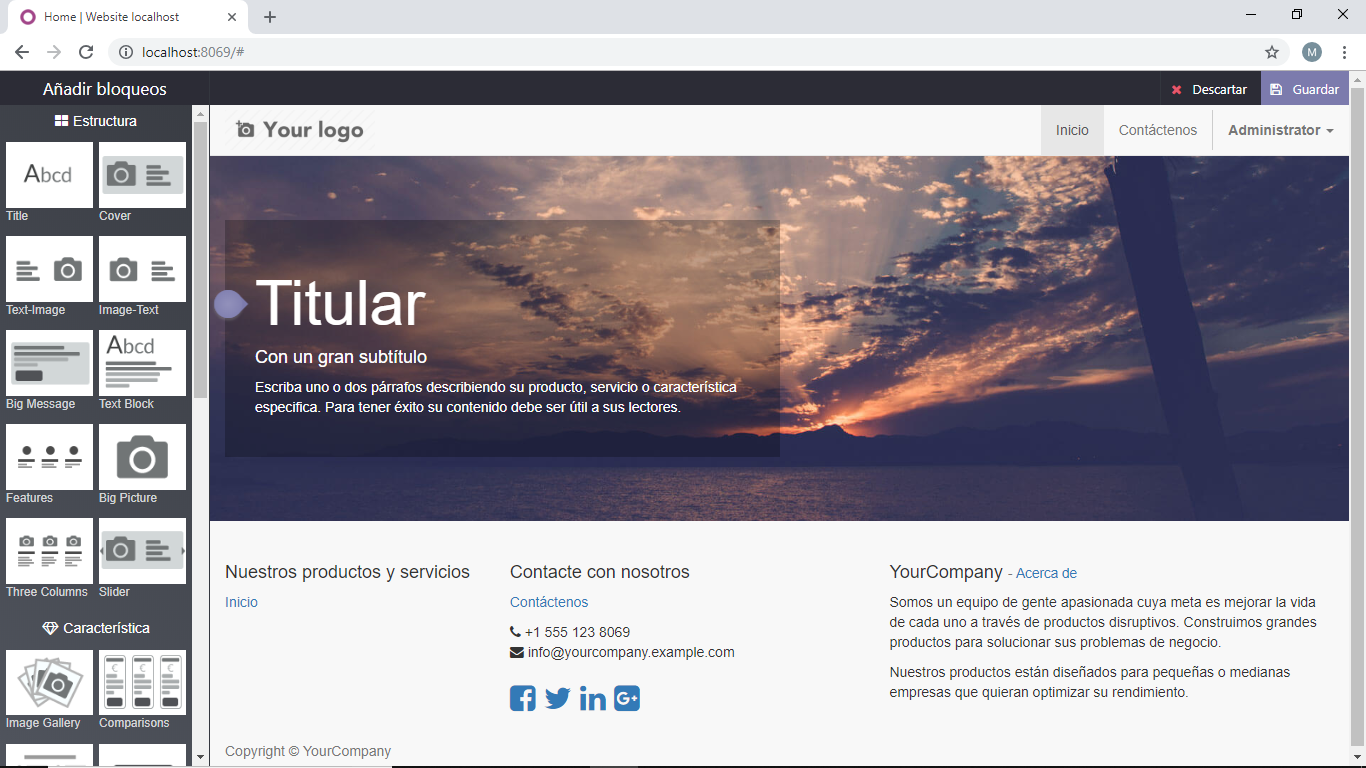 Home | Website localhost
localhost:8069/#
M
Añadir bloqueos
Descartar
Guardar
Estructura
Abcd
Title
Cover
Text-Image
Image-Text
Big Message
Abcd
Text Block
Features
Big Picture
Three Columns
Slider
Característica
Image Gallery
C C C
Comparisons
Your logo
Inicio
Contáctenos
Administrator
Titular
Con un gran subtítulo
Escriba uno o dos párrafos describiendo su producto, servicio o característica
especifica. Para tener éxito su contenido debe ser útil a sus lectores.
Nuestros productos y servicios
Inicio
Contacte con nosotros
Contáctenos
+1 555 123 8069
info@yourcompany.example.com
YourCompany - Acerca de
Somos un equipo de gente apasionada cuya meta es mejorar la vida
de cada uno a través de productos disruptivos. Construimos grandes
productos para solucionar sus problemas de negocio.
Nuestros productos están diseñados para pequeñas o medianas
empresas que quieran optimizar su rendimiento.
Copyright © YourCompany